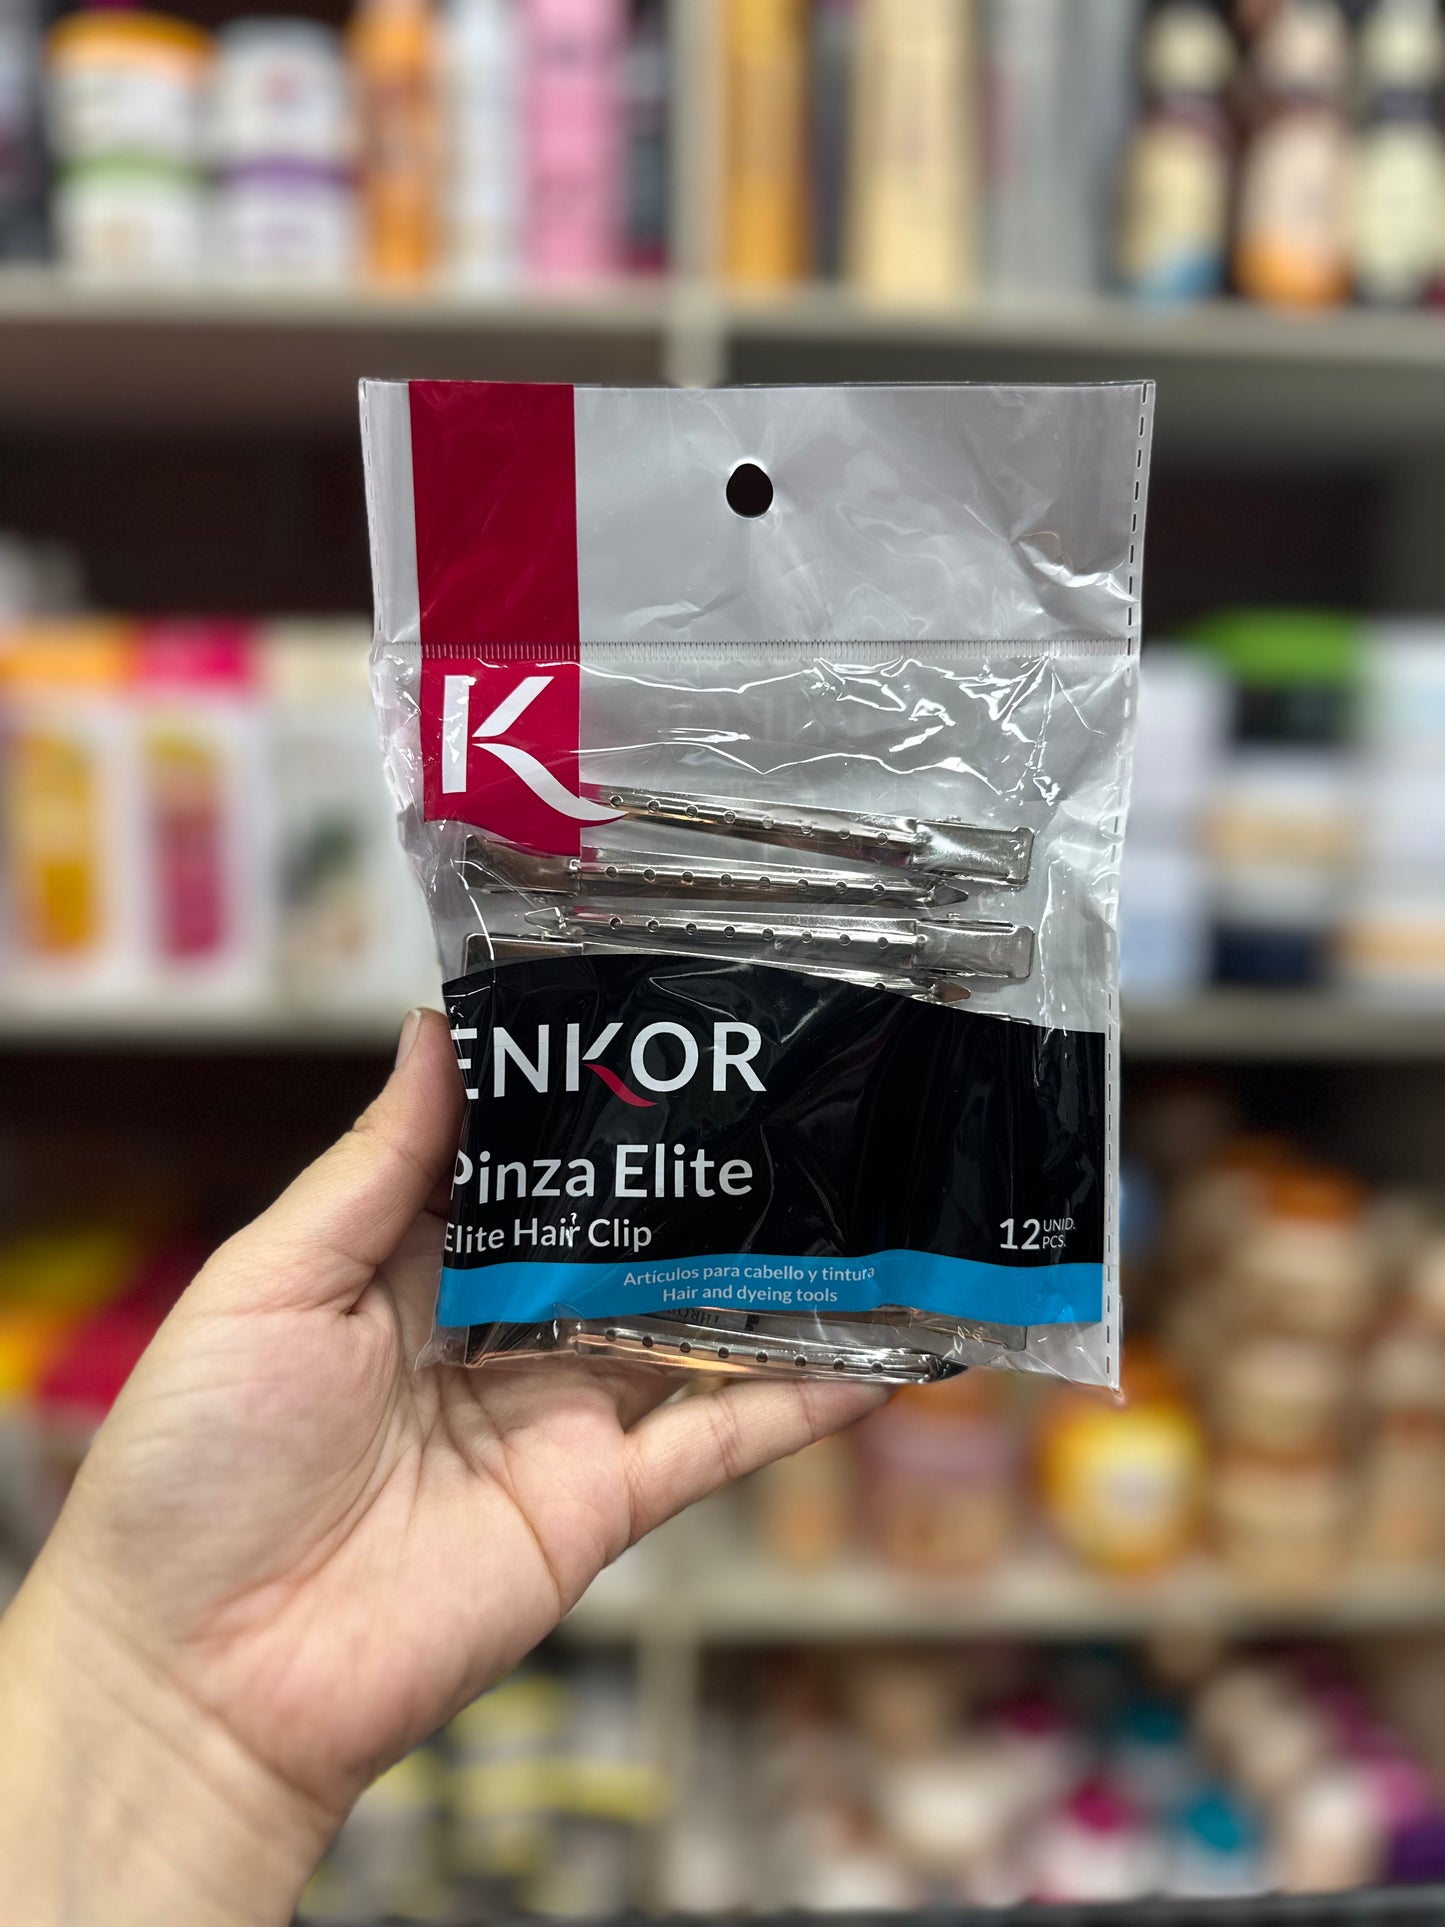 K
ENKOR
Pinza Elite
Elite Hair Clip
12 UNID.
PCS.
Artículos para cabello y tintura
Hair and dyeing tools